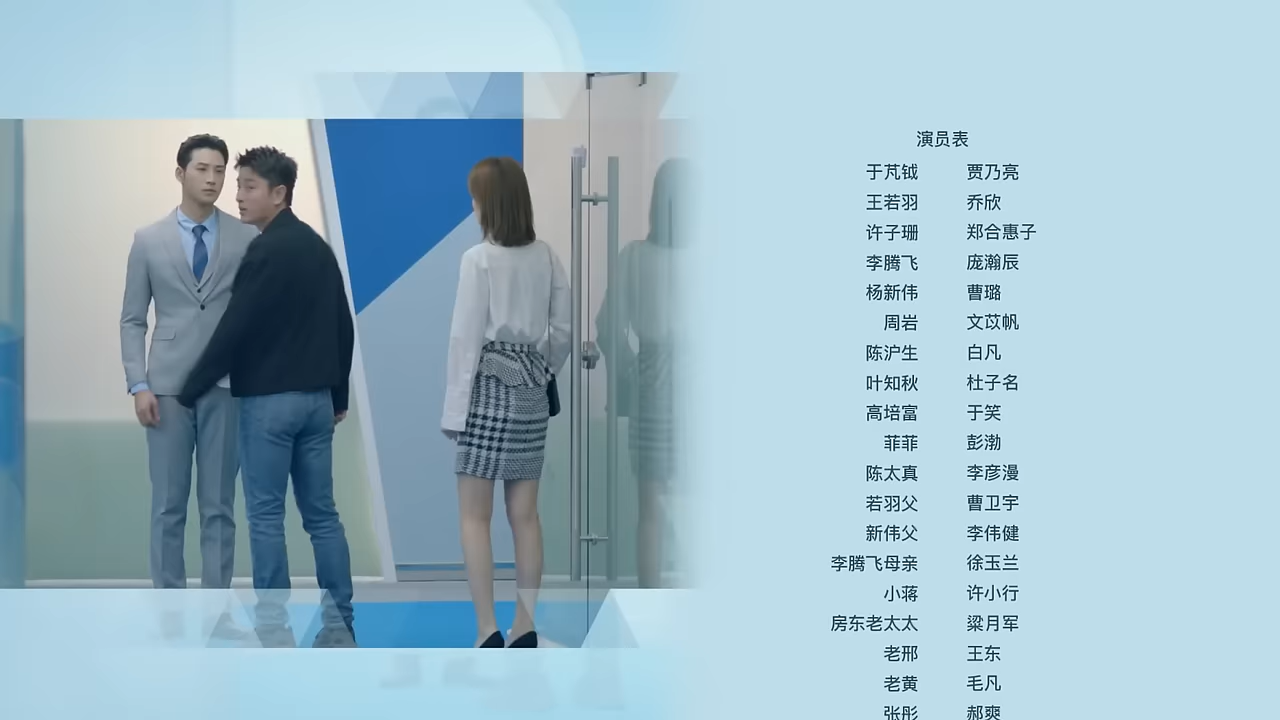 演员表
于芃钺 贾乃亮
王若羽 乔欣
许子珊 郑合惠子
李腾飞 庞瀚辰
杨新伟 曹璐
周岩 文苡帆
陈沪生 白凡
叶知秋 杜子名
高培富 于笑
菲菲 彭渤
陈太真 李彦漫
若羽父 曹卫宇
新伟父 李伟健
李腾飞母亲 徐玉兰
小蒋 许小行
房东老太太 梁月军
老邢 王东
老黄 毛凡
张彤 郝爽